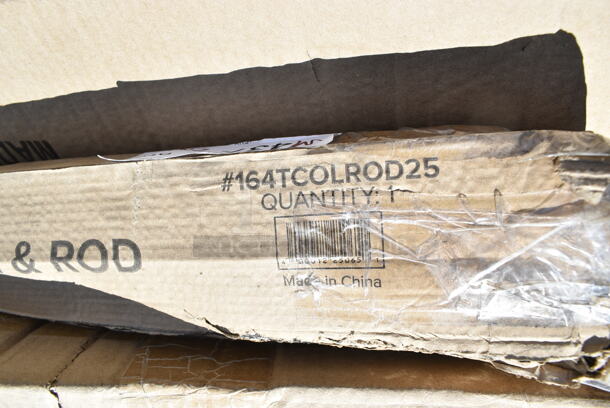 #164TCOLROD25
QUANTITY: 1
& ROD
Made in China